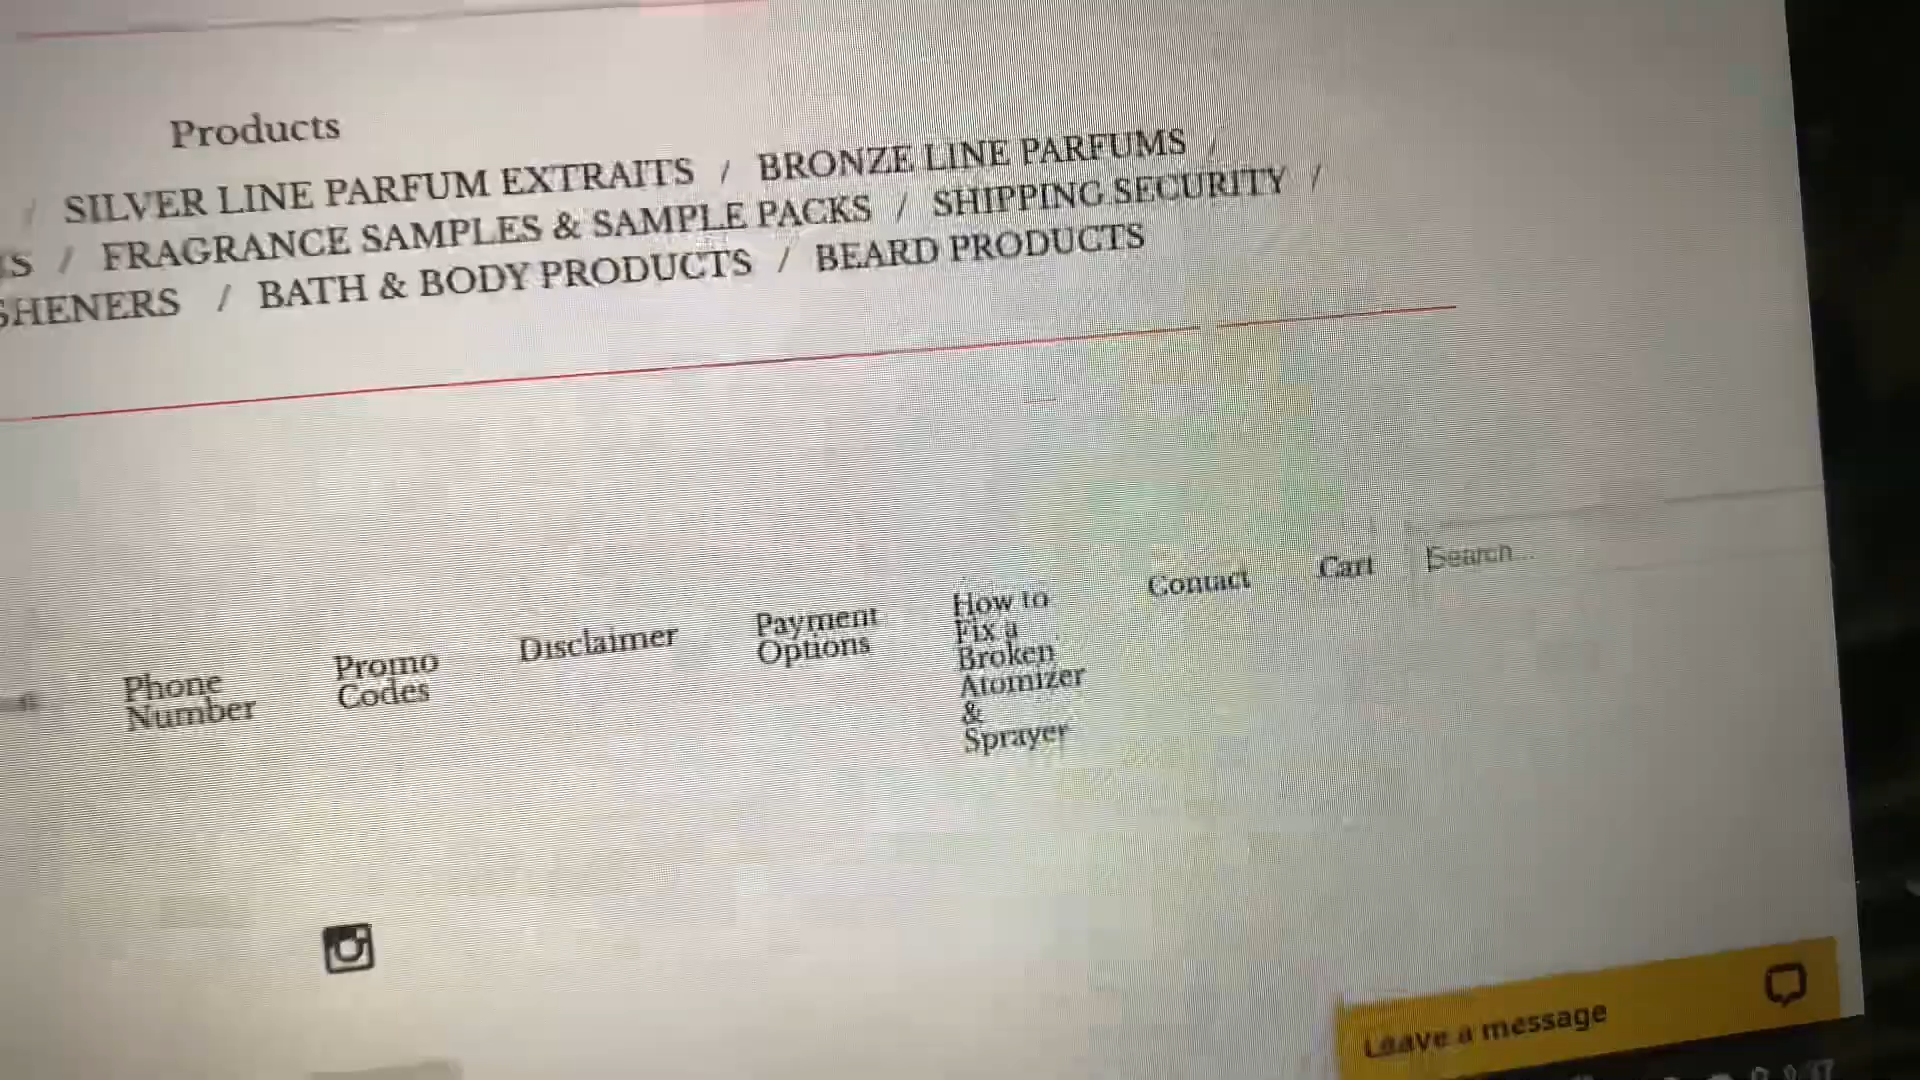 Products
/ SILVER LINE PARFUM EXTRAITS / BRONZE LINE PARFUMS /
/ FRAGRANCE SAMPLES & SAMPLE PACKS / SHIPPING SECURITY /
/ BATH & BODY PRODUCTS / BEARD PRODUCTS
Phone
Number
Promo
Codes
Disclaimer
Payment
Options
How to
Fix a
Broken
Atomizer
&
Sprayer
Contact
Cart
Search...
Leave a message